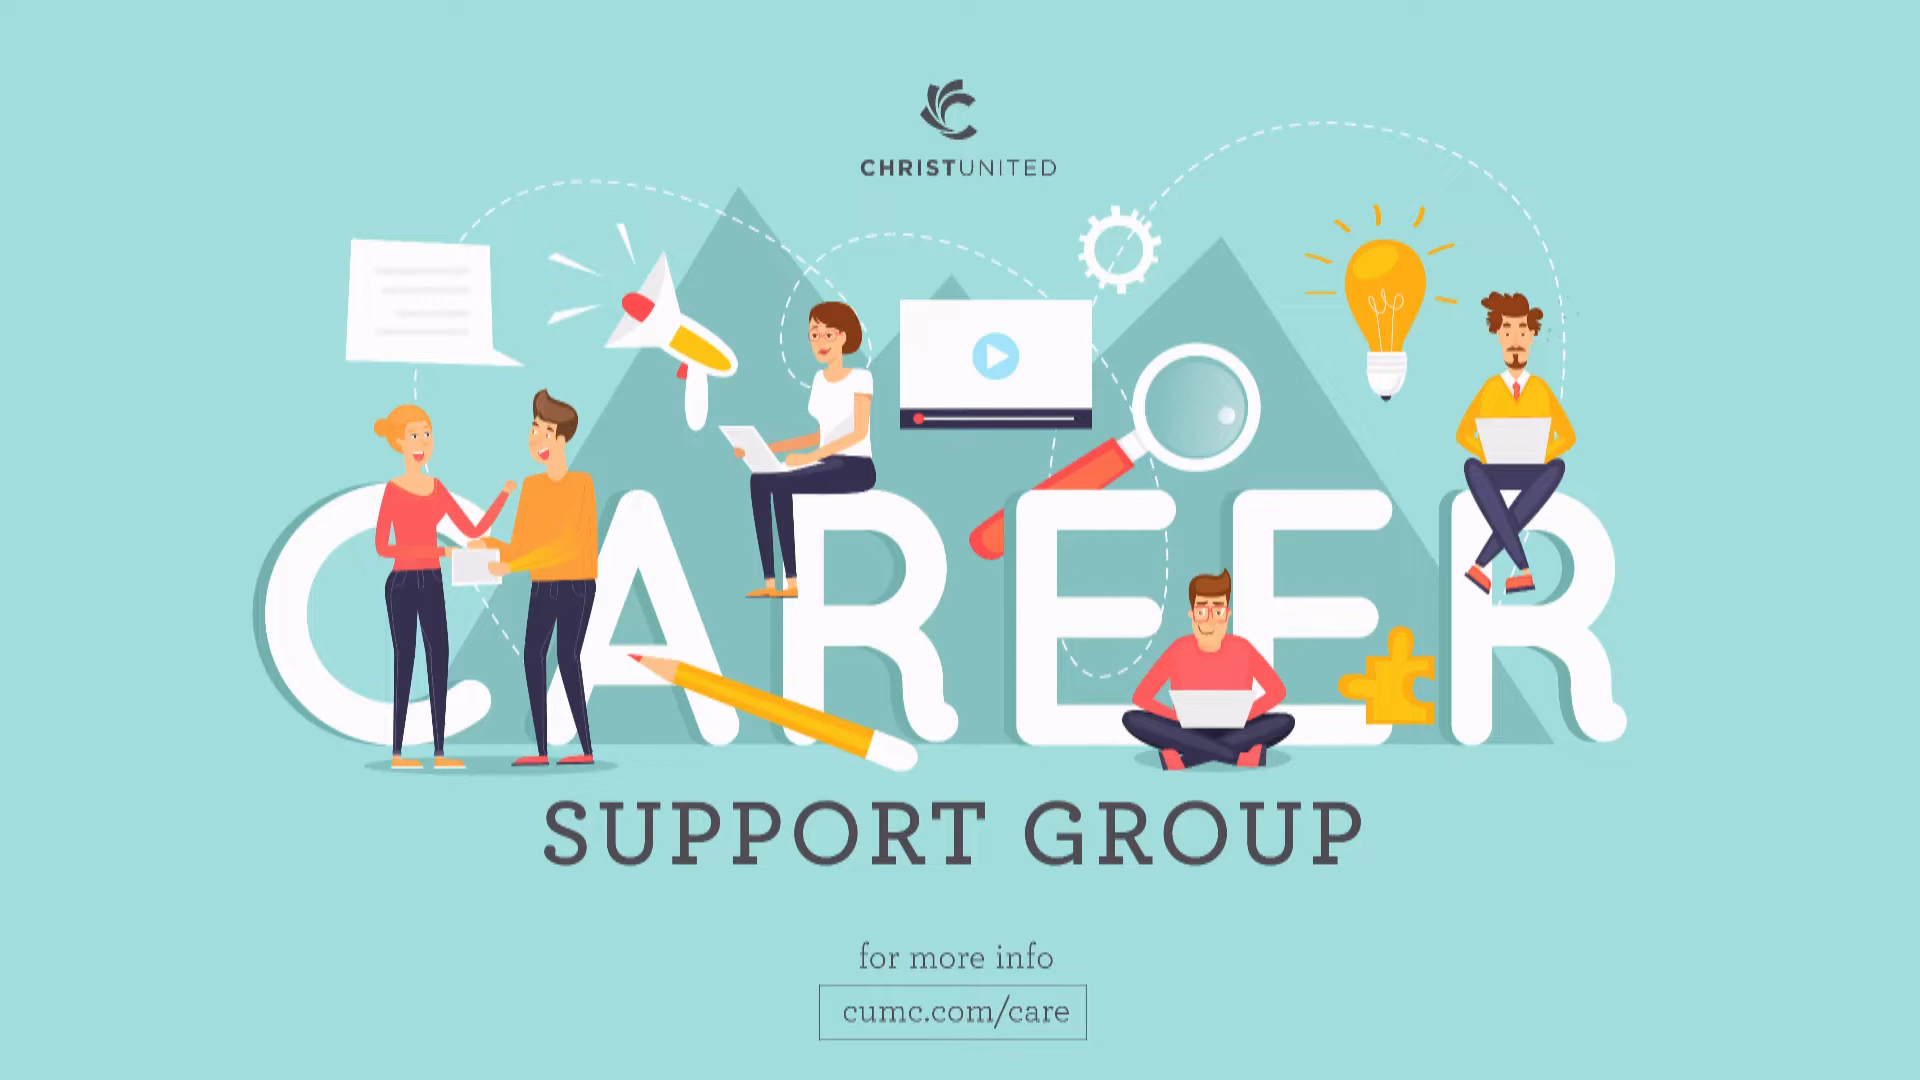 CHRISTUNITED
CAREER
SUPPORT GROUP
for more info
cumc.com/care